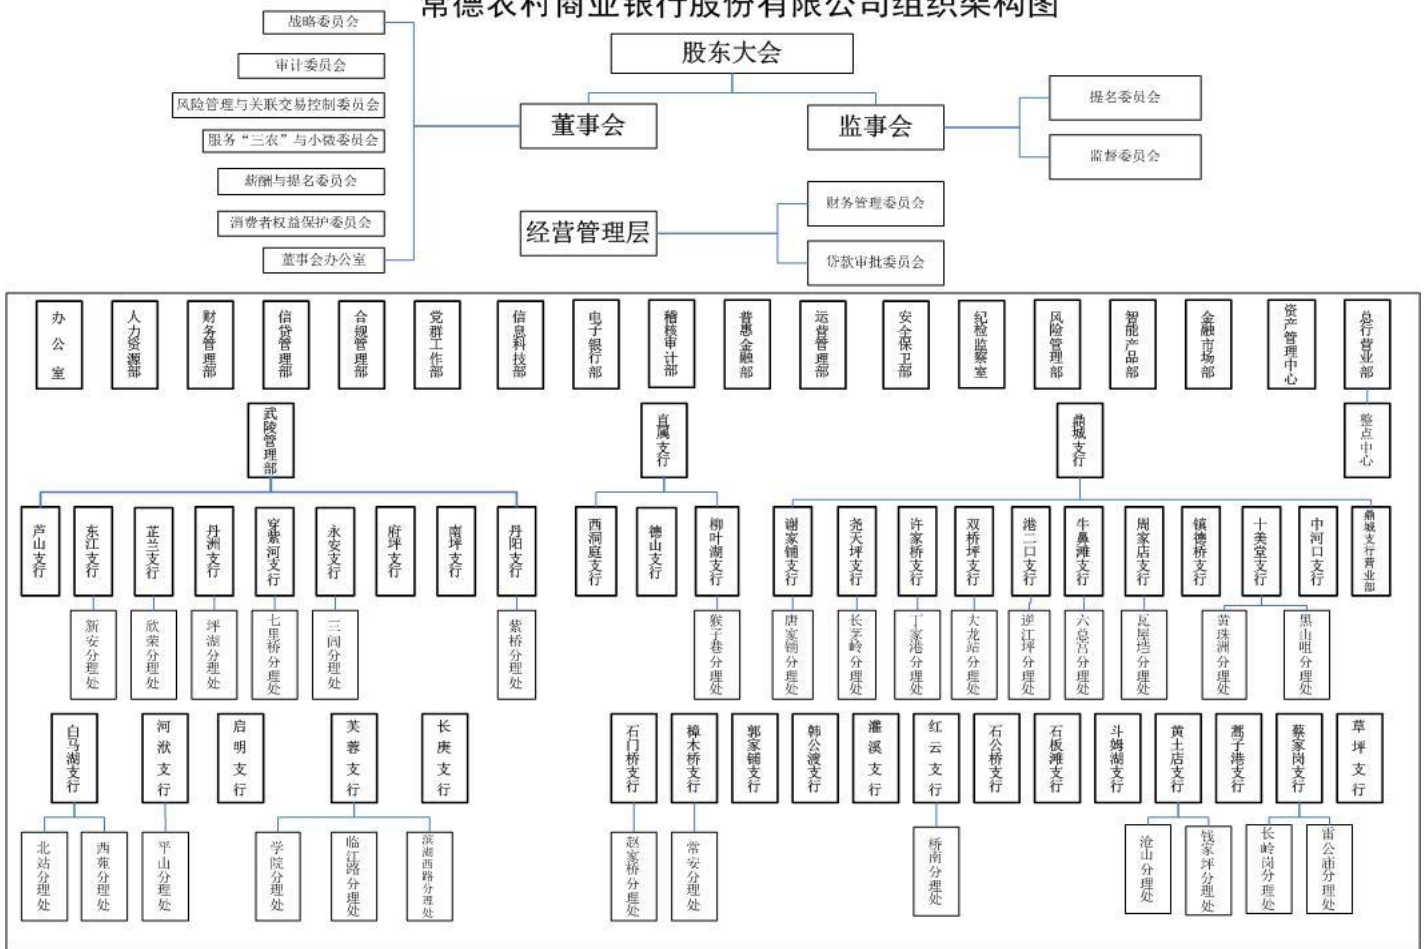 常德农村商业银行股份有限公司组织架构图
战略委员会
审计委员会
风险管理与关联交易控制委员会
服务“三农”与小微委员会
薪酬与提名委员会
消费者权益保护委员会
董事会办公室
股东大会
董事会
监事会
提名委员会
监督委员会
经营管理层
财务管理委员会
贷款审批委员会
办公室
人力资源部
财务管理部
信贷管理部
合规管理部
党群工作部
信息科技部
电子银行部
稽核审计部
普惠金融部
运营管理部
安全保卫部
纪检监察室
风险管理部
智能产品部
金融市场部
资产管理中心
总行营业部
武陵管理部
直属支行
鼎城支行
整点中心
芦山支行
东江支行
芷兰支行
丹洲支行
穿紫河支行
永安支行
府坪支行
南坪支行
丹阳支行
西洞庭支行
德山支行
柳叶湖支行
谢家铺支行
尧天坪支行
许家桥支行
双桥坪支行
港二口支行
牛鼻滩支行
周家店支行
镇德桥支行
十美堂支行
中河口支行
鼎城支行营业部
新安分理处
欣荣分理处
坪湖分理处
七里桥分理处
三闾分理处
紫桥分理处
猴子巷分理处
唐家铺分理处
长茅岭分理处
丁家港分理处
大龙站分理处
逆江坪分理处
六总宫分理处
瓦屋垱分理处
黄珠洲分理处
黑山咀分理处
白马湖支行
河洑支行
启明支行
芙蓉支行
长庚支行
石门桥支行
樟木桥支行
郭家铺支行
韩公渡支行
灌溪支行
红云支行
石公桥支行
石板滩支行
斗姆湖支行
黄土店支行
蒿子港支行
蔡家岗支行
草坪支行
北站分理处
西苑分理处
平山分理处
学院分理处
临江路分理处
滨湖西路分理处
赵家桥分理处
常安分理处
桥南分理处
沧山分理处
钱家坪分理处
长岭岗分理处
雷公庙分理处